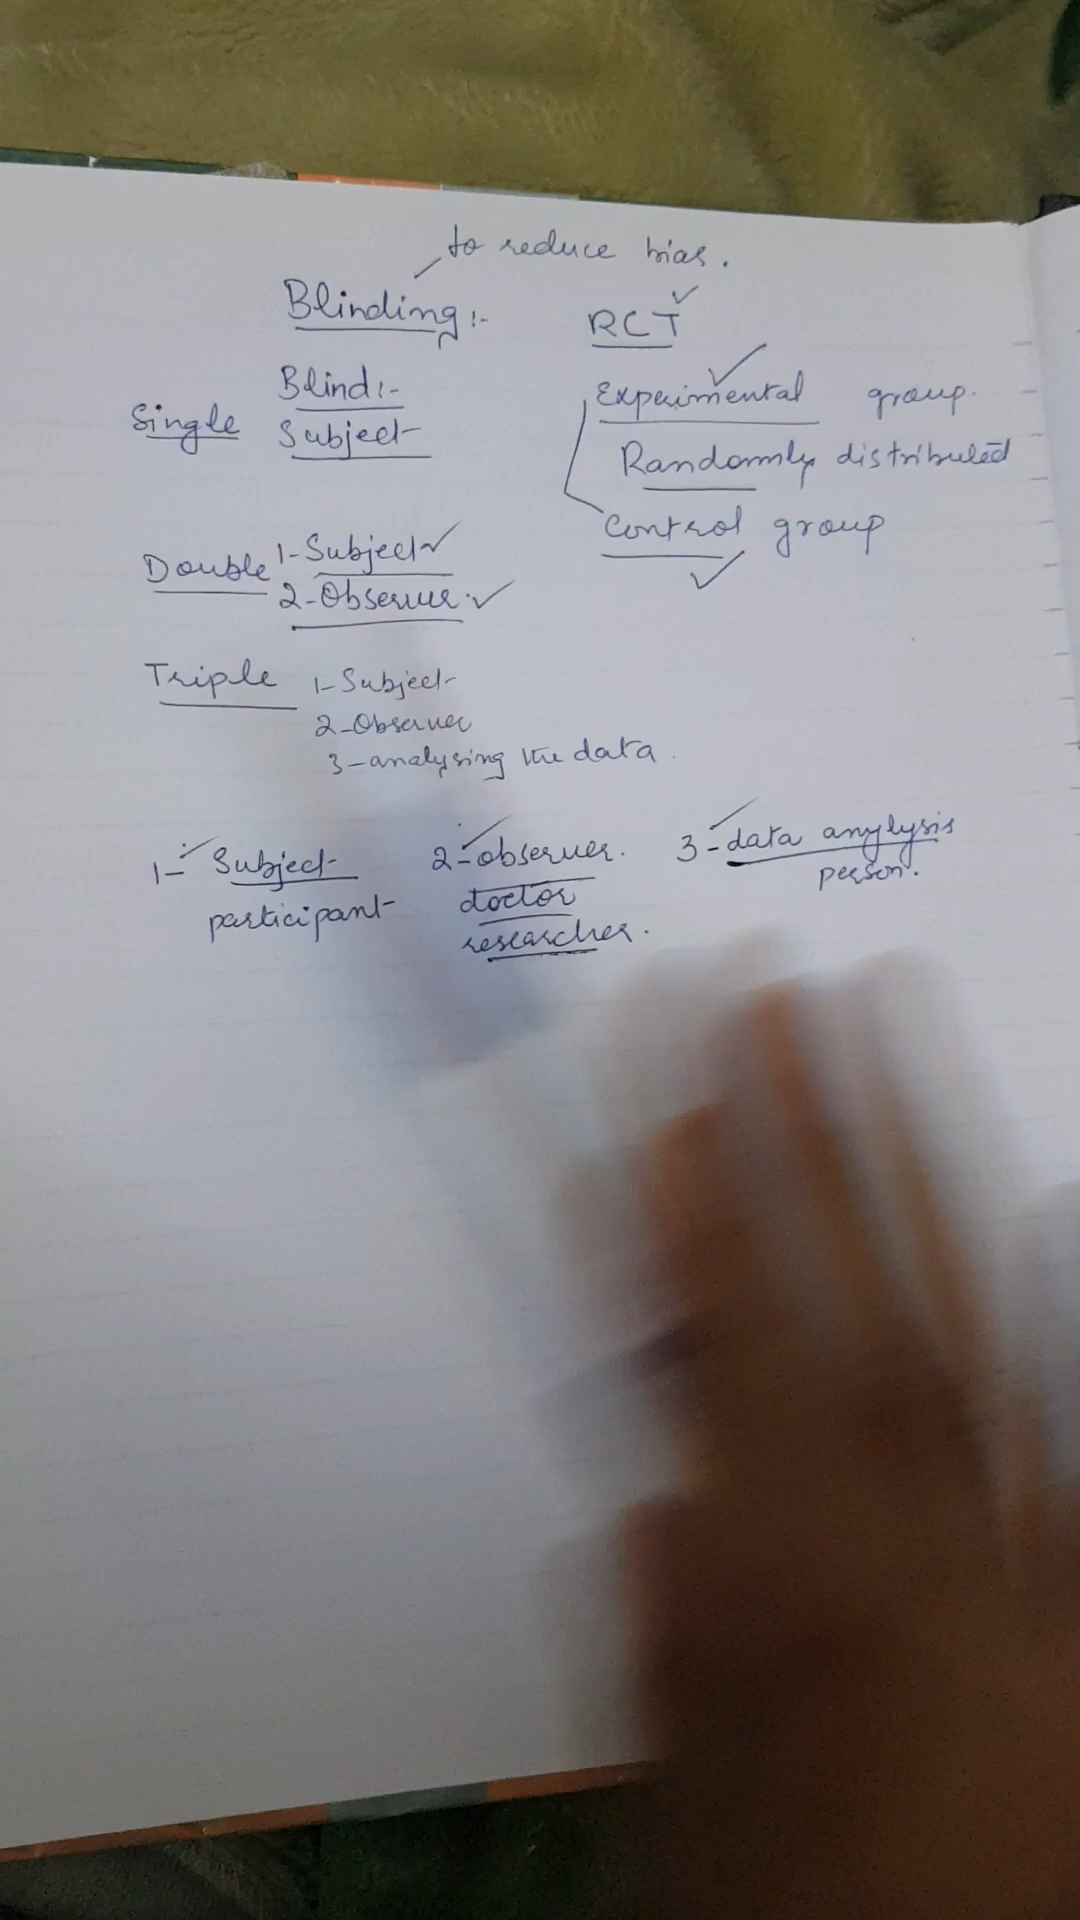 to reduce bias.
Blinding:-
RCT
Blind:-
Single Subject
Experimental group.
Randomly distributed
Control group
Double 1-Subject
2-Observer.
Triple 1-Subject
2-Observer
3-analysing the data.
1- Subject
participant
2-observer.
doctor
researcher.
3-data anylysis
person.